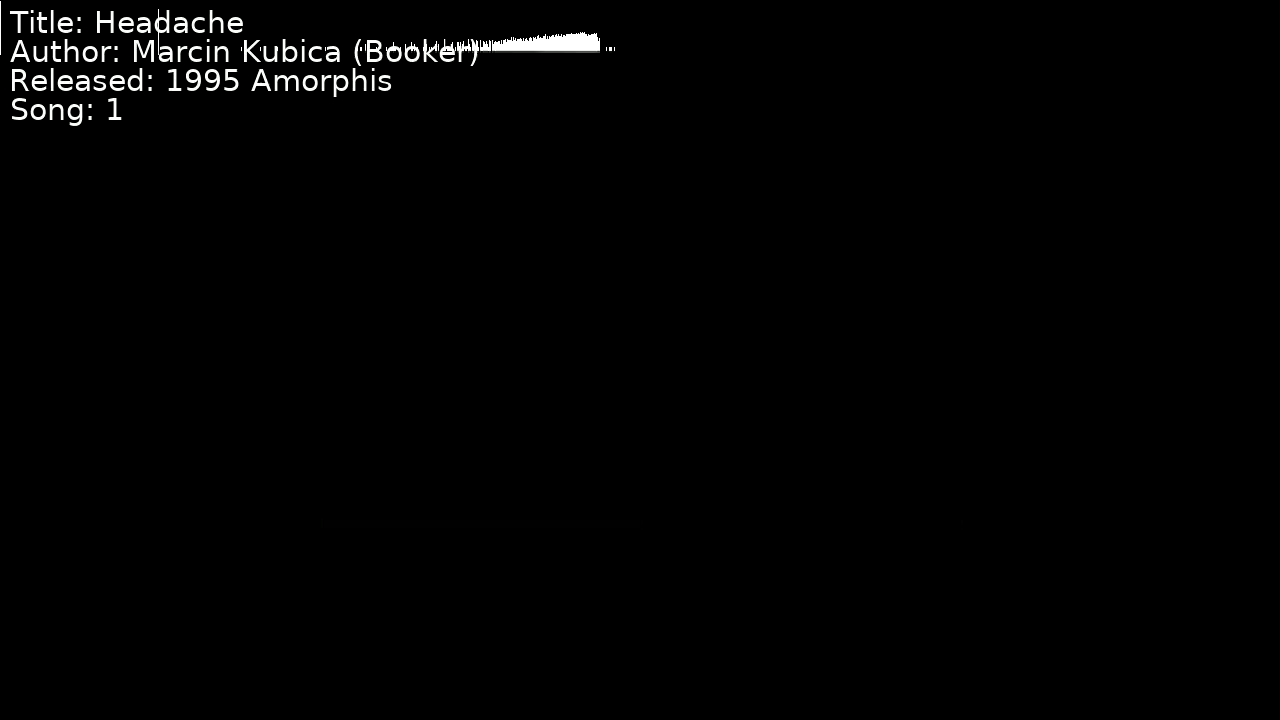 Title: Headache
Author: Marcin Kubica (Booker)
Released: 1995 Amorphis
Song: 1